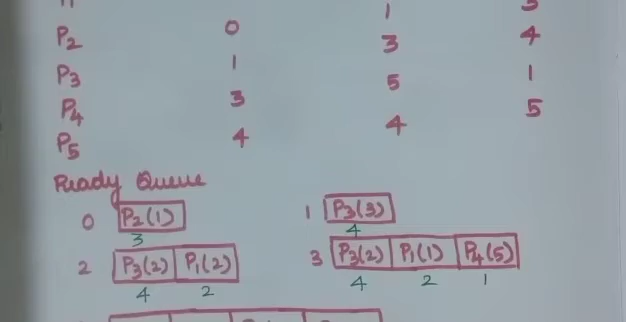 P2 0 3 4
P3 1 5 1
P4 3 4 5
P5 4
Ready Queue
0 P2(1) 1 P3(3)
3 4
2 P3(2) P1(2) 3 P3(2) P1(1) P4(5)
4 2 4 2 1